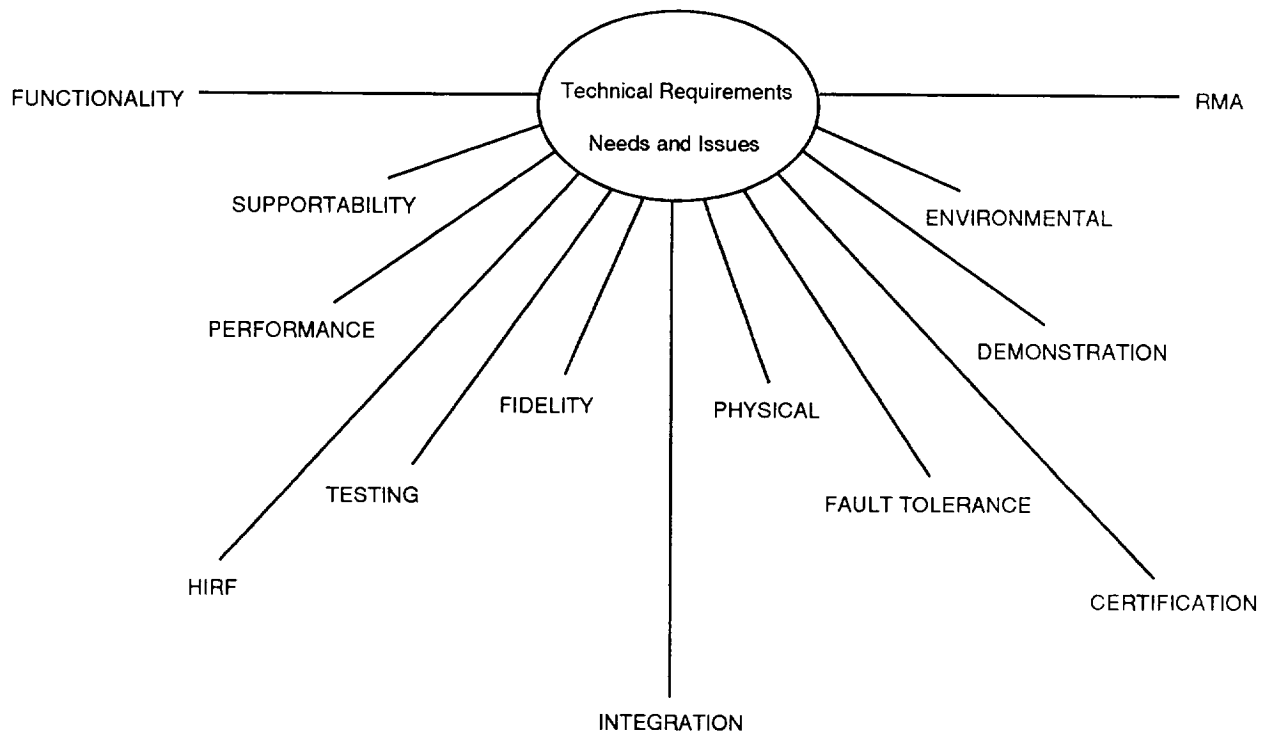 Technical Requirements
Needs and Issues
FUNCTIONALITY
RMA
SUPPORTABILITY
ENVIRONMENTAL
PERFORMANCE
DEMONSTRATION
FIDELITY
PHYSICAL
TESTING
FAULT TOLERANCE
HIRF
CERTIFICATION
INTEGRATION